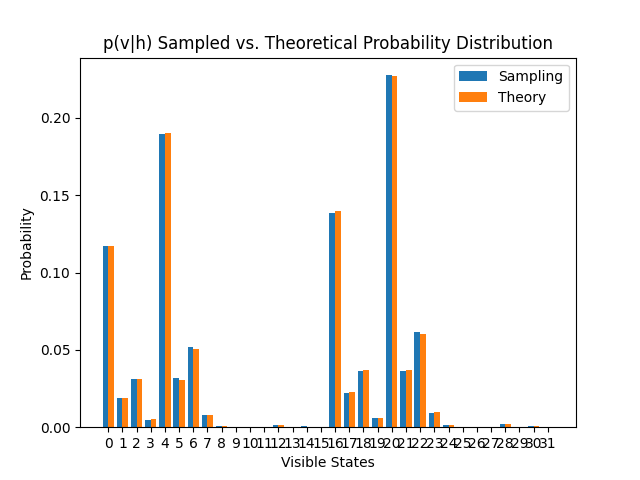 p(v|h) Sampled vs. Theoretical Probability Distribution
Sampling
Theory
Probability
0.20
0.15
0.10
0.05
0.00
0 1 2 3 4 5 6 7 8 9 10 11 12 13 14 15 16 17 18 19 20 21 22 23 24 25 26 27 28 29 30 31
Visible States